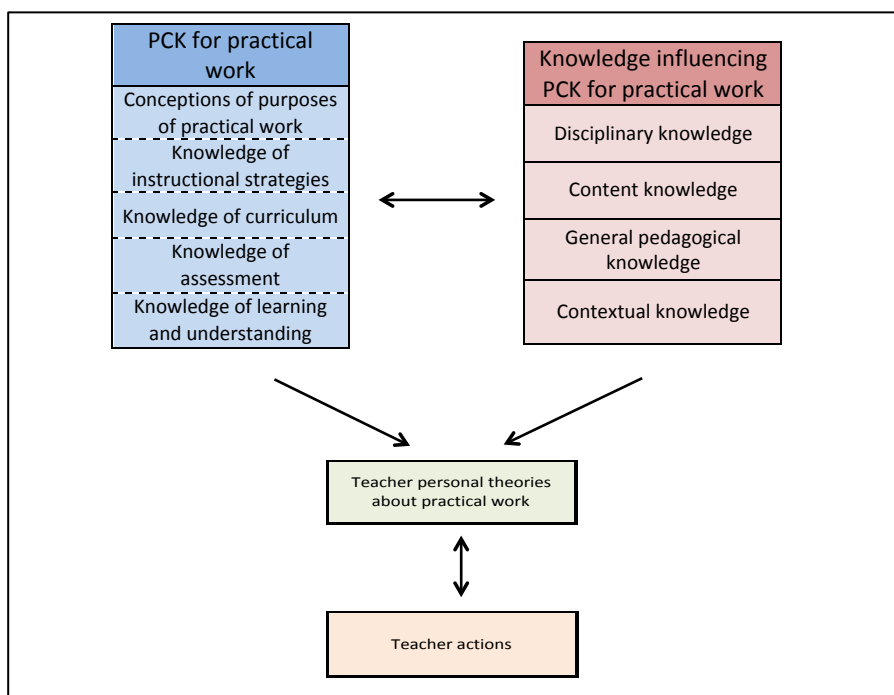 PCK for practical
work
Conceptions of purposes
of practical work
Knowledge of
instructional strategies
Knowledge of curriculum
Knowledge of
assessment
Knowledge of learning
and understanding
Knowledge influencing
PCK for practical work
Disciplinary knowledge
Content knowledge
General pedagogical
knowledge
Contextual knowledge
Teacher personal theories
about practical work
Teacher actions